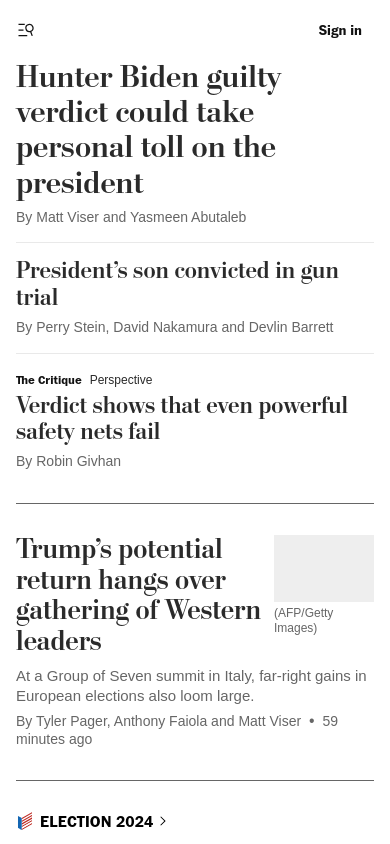 Sign in
Hunter Biden guilty
verdict could take
personal toll on the
president
By Matt Viser and Yasmeen Abutaleb
President’s son convicted in gun
trial
By Perry Stein, David Nakamura and Devlin Barrett
The Critique Perspective
Verdict shows that even powerful
safety nets fail
By Robin Givhan
Trump’s potential
return hangs over
gathering of Western
leaders
(AFP/Getty
Images)
At a Group of Seven summit in Italy, far-right gains in
European elections also loom large.
By Tyler Pager, Anthony Faiola and Matt Viser • 59
minutes ago
ELECTION 2024